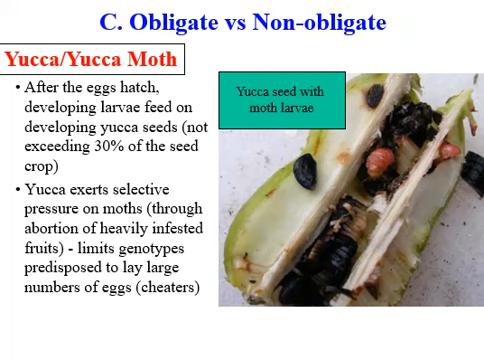 C. Obligate vs Non-obligate
Yucca/Yucca Moth
• After the eggs hatch,
developing larvae feed on
developing yucca seeds (not
exceeding 30% of the seed
crop)
• Yucca exerts selective
pressure on moths (through
abortion of heavily infested
fruits) - limits genotypes
predisposed to lay large
numbers of eggs (cheaters)
Yucca seed with
moth larvae